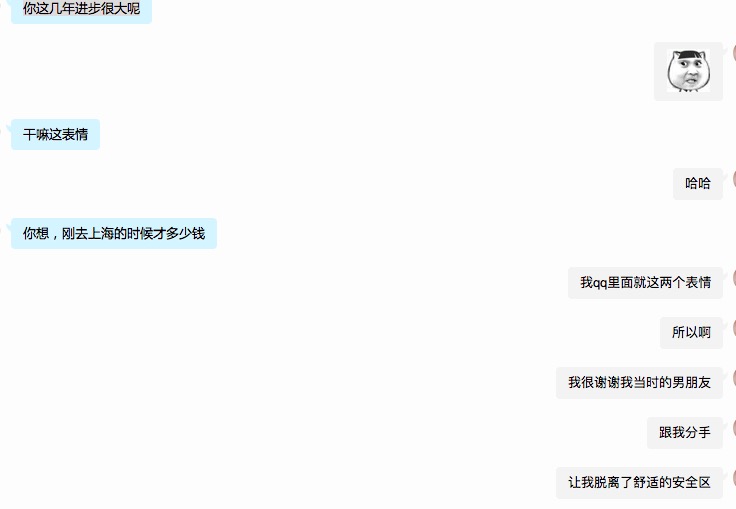 你这几年进步很大呢
干嘛这表情
哈哈
你想，刚去上海的时候才多少钱
我qq里面就这两个表情
所以啊
我很谢谢我当时的男朋友
跟我分手
让我脱离了舒适的安全区